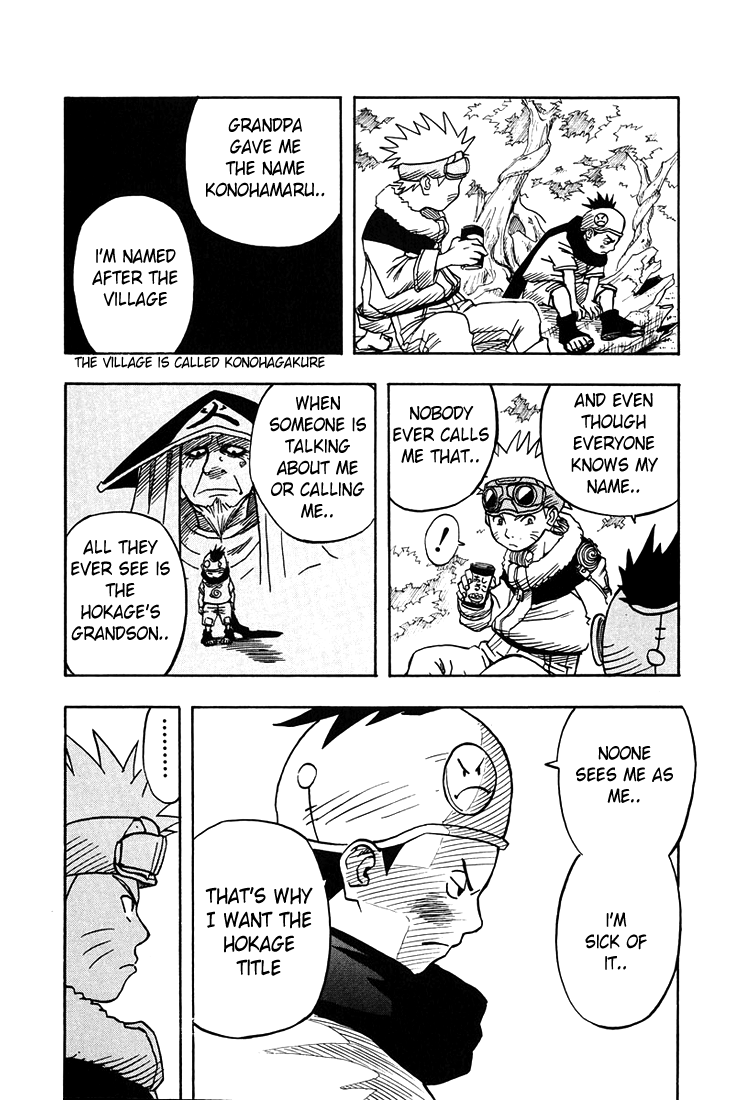 GRANDPA
GAVE ME
THE NAME
KONOHAMARU..
I'M NAMED
AFTER THE
VILLAGE
THE VILLAGE IS CALLED KONOHAGAKURE
AND EVEN
THOUGH
EVERYONE
KNOWS MY
NAME..
NOBODY
EVER CALLS
ME THAT..
!
WHEN
SOMEONE IS
TALKING
ABOUT ME
OR CALLING
ME..
火
ALL THEY
EVER SEE IS
THE
HOKAGE'S
GRANDSON..
NOONE
SEES ME AS
ME..
I'M
SICK OF
IT..
THAT'S WHY
I WANT THE
HOKAGE
TITLE
.........